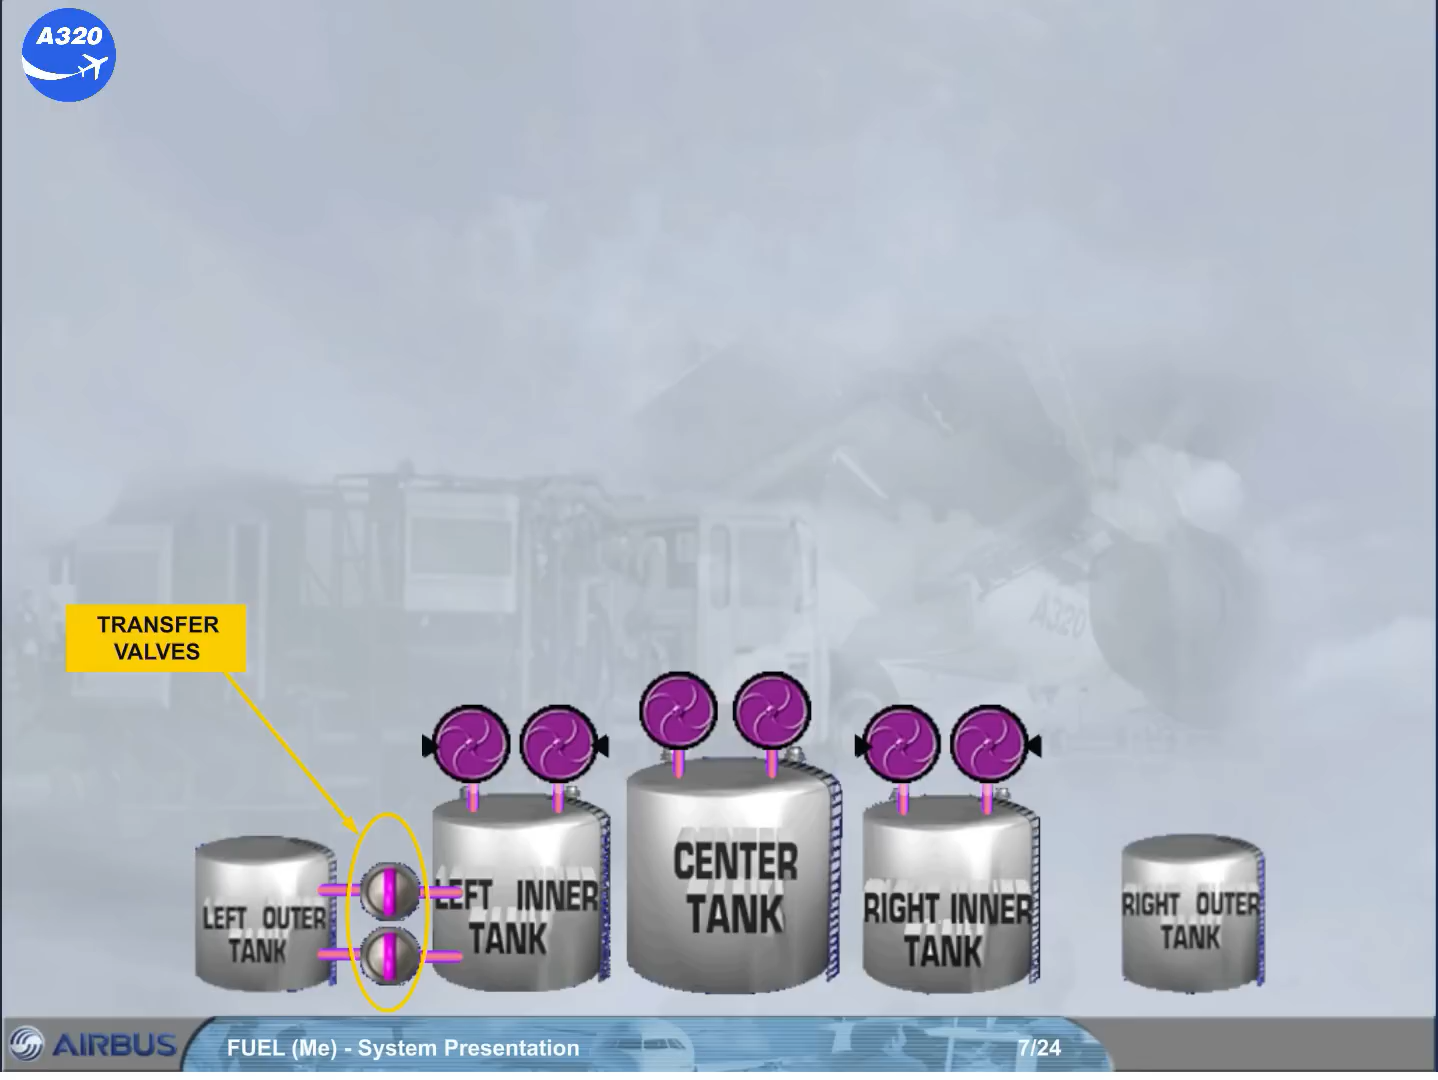 A320
A320
TRANSFER
VALVES
LEFT OUTER
TANK
LEFT INNER
TANK
CENTER
TANK
RIGHT INNER
TANK
RIGHT OUTER
TANK
AIRBUS
FUEL (Me) - System Presentation
7/24